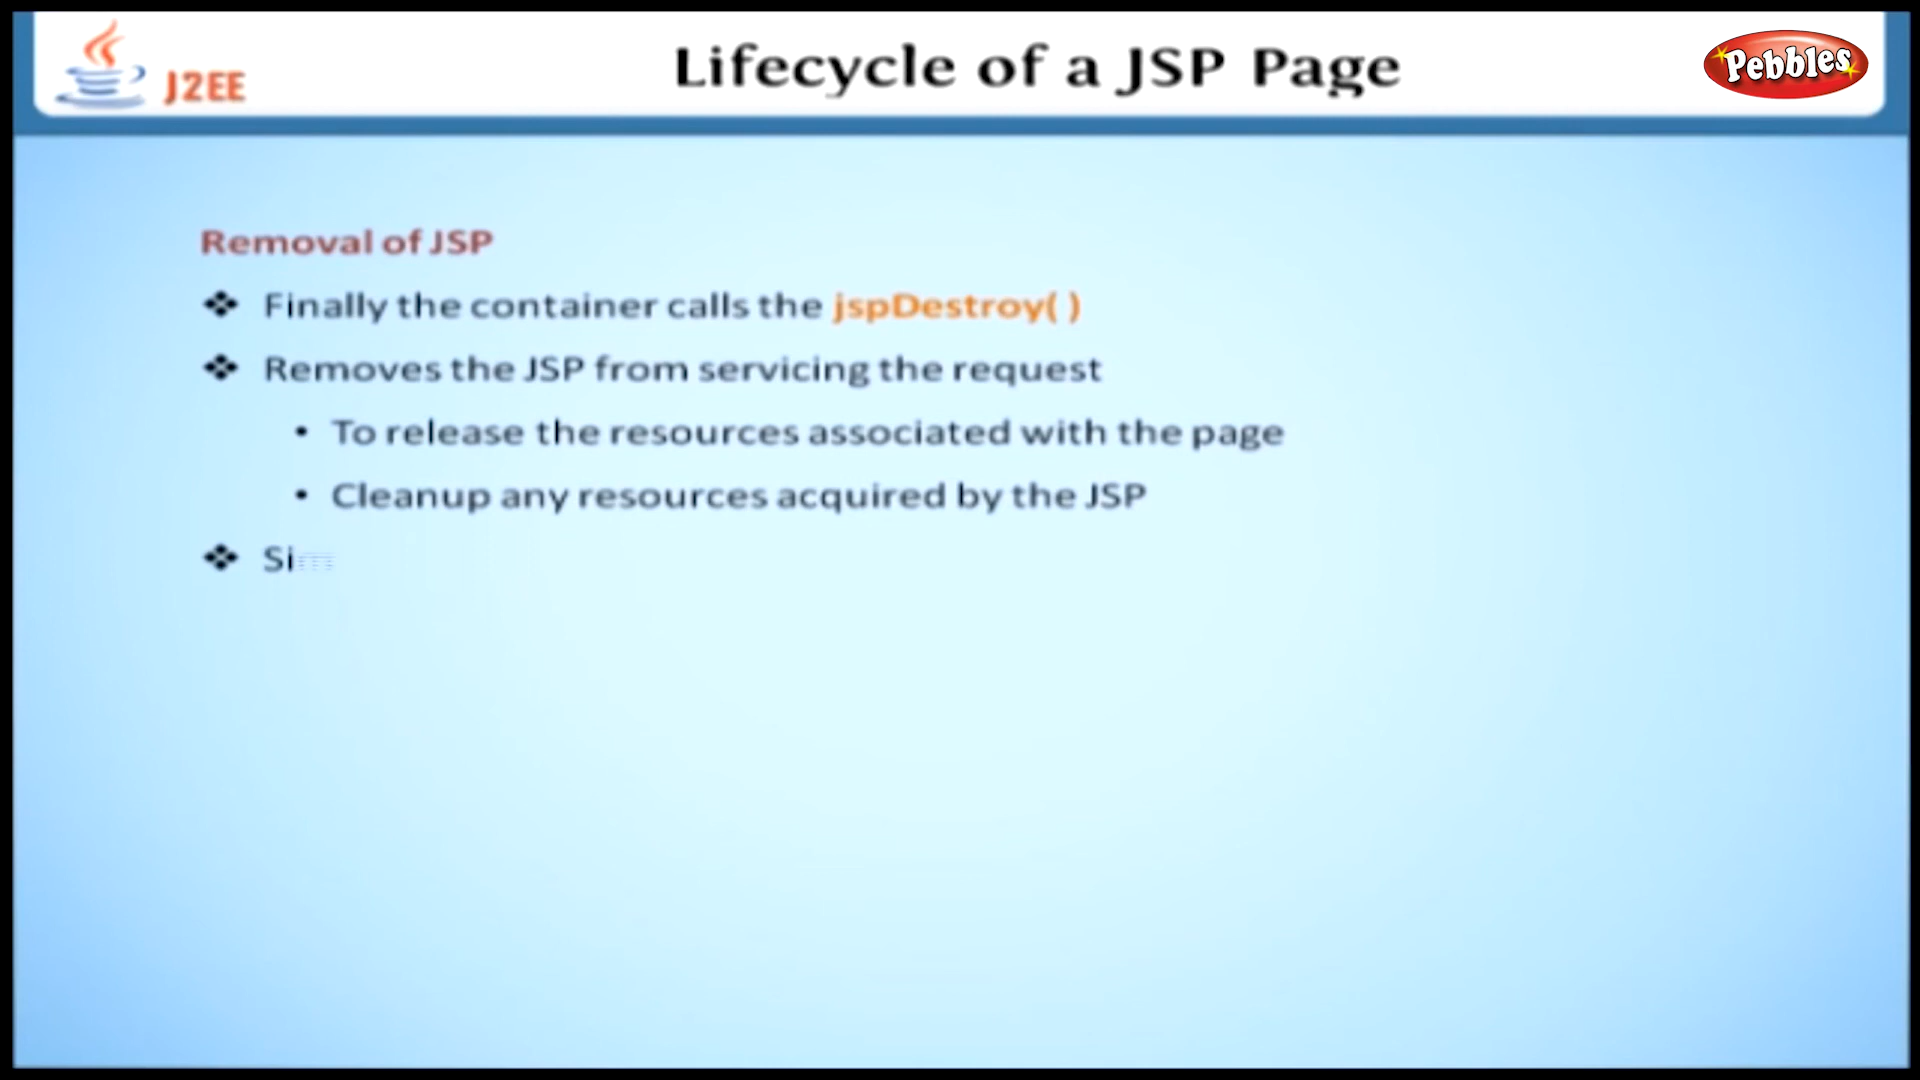 J2EE
Lifecycle of a JSP Page
Pebbles
Removal of JSP
❖ Finally the container calls the jspDestroy( )
❖ Removes the JSP from servicing the request
• To release the resources associated with the page
• Cleanup any resources acquired by the JSP
❖ Si